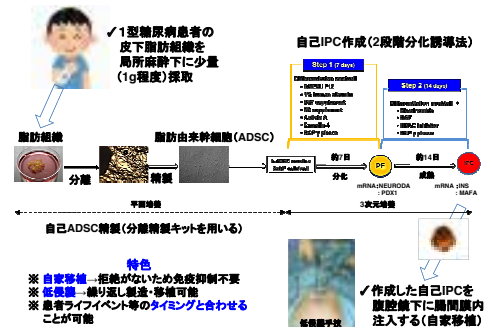 ✓1型糖尿病患者の
皮下脂肪組織を
局所麻酔下に少量
(1g程度)採取
自己IPC作成(2段階分化誘導法)
Step 1 (7 days)
Step 2 (14 days)
脂肪組織
脂肪由来幹細胞(ADSC)
分離
精製
約7日
分化
約14日
成熟
mRNA:NEURODA
: PDX1
mRNA:INS
: MAFA
平面培養
3次元培養
自己ADSC精製(分離精製キットを用いる)
特色
※ 自家移植→拒絶がないため免疫抑制不要
※ 低侵襲→繰り返し製造・移植可能
※ 患者ライフイベント等のタイミングと合わせる
ことが可能
低侵襲手技
✓作成した自己IPCを
腹腔鏡下に腸間膜内
注入する(自家移植)